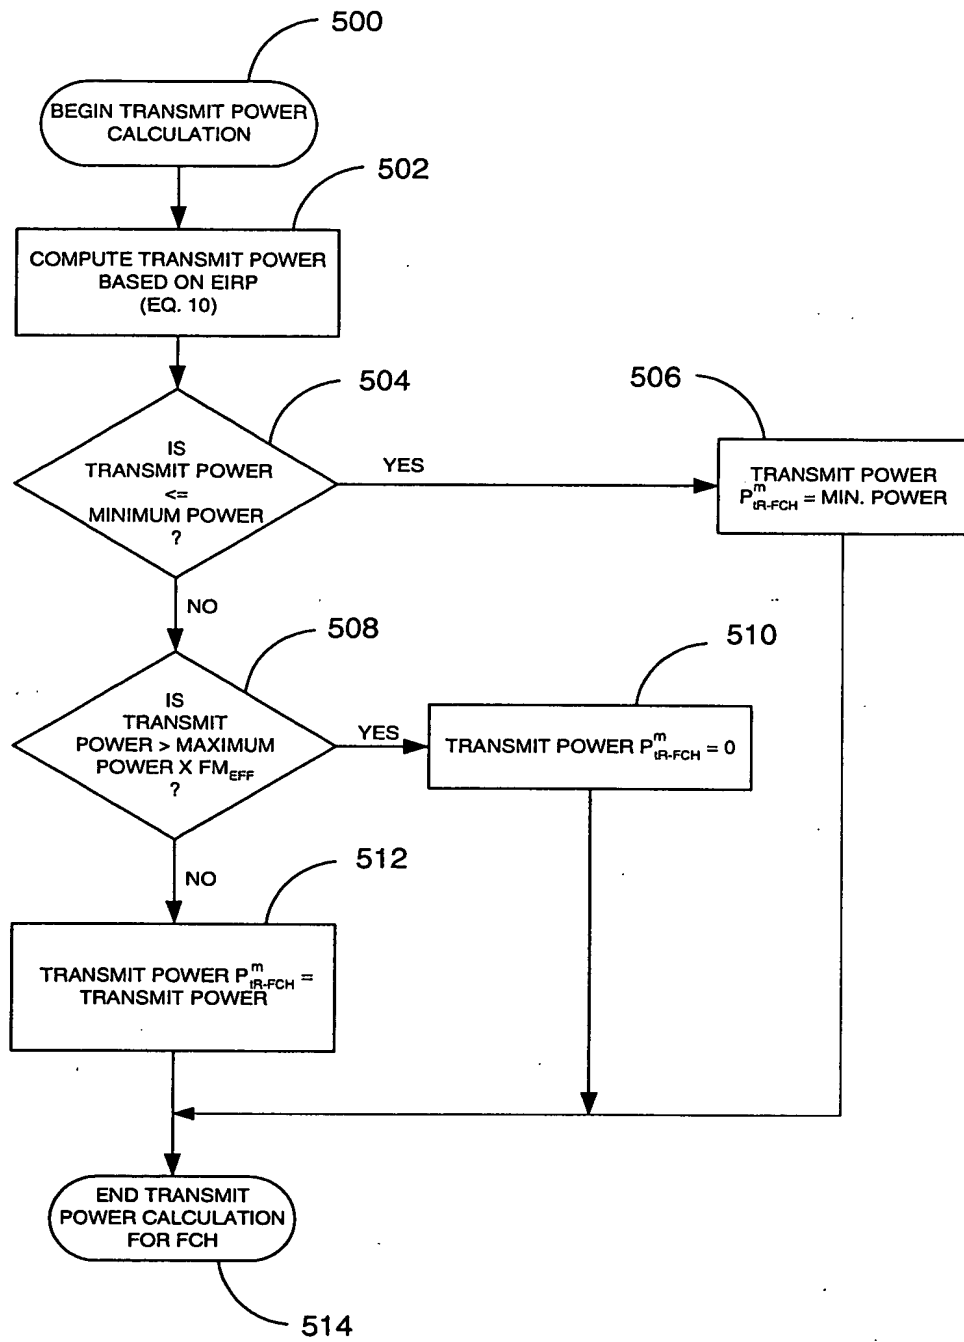 500
BEGIN TRANSMIT POWER
CALCULATION
502
COMPUTE TRANSMIT POWER
BASED ON EIRP
(EQ. 10)
504
IS
TRANSMIT POWER
<=
MINIMUM POWER
?
YES
506
TRANSMIT POWER
P^m_tR-FCH = MIN. POWER
NO
508
IS
TRANSMIT
POWER > MAXIMUM
POWER X FM_EFF
?
YES
510
TRANSMIT POWER P^m_tR-FCH = 0
NO
512
TRANSMIT POWER P^m_tR-FCH =
TRANSMIT POWER
END TRANSMIT
POWER CALCULATION
FOR FCH
514